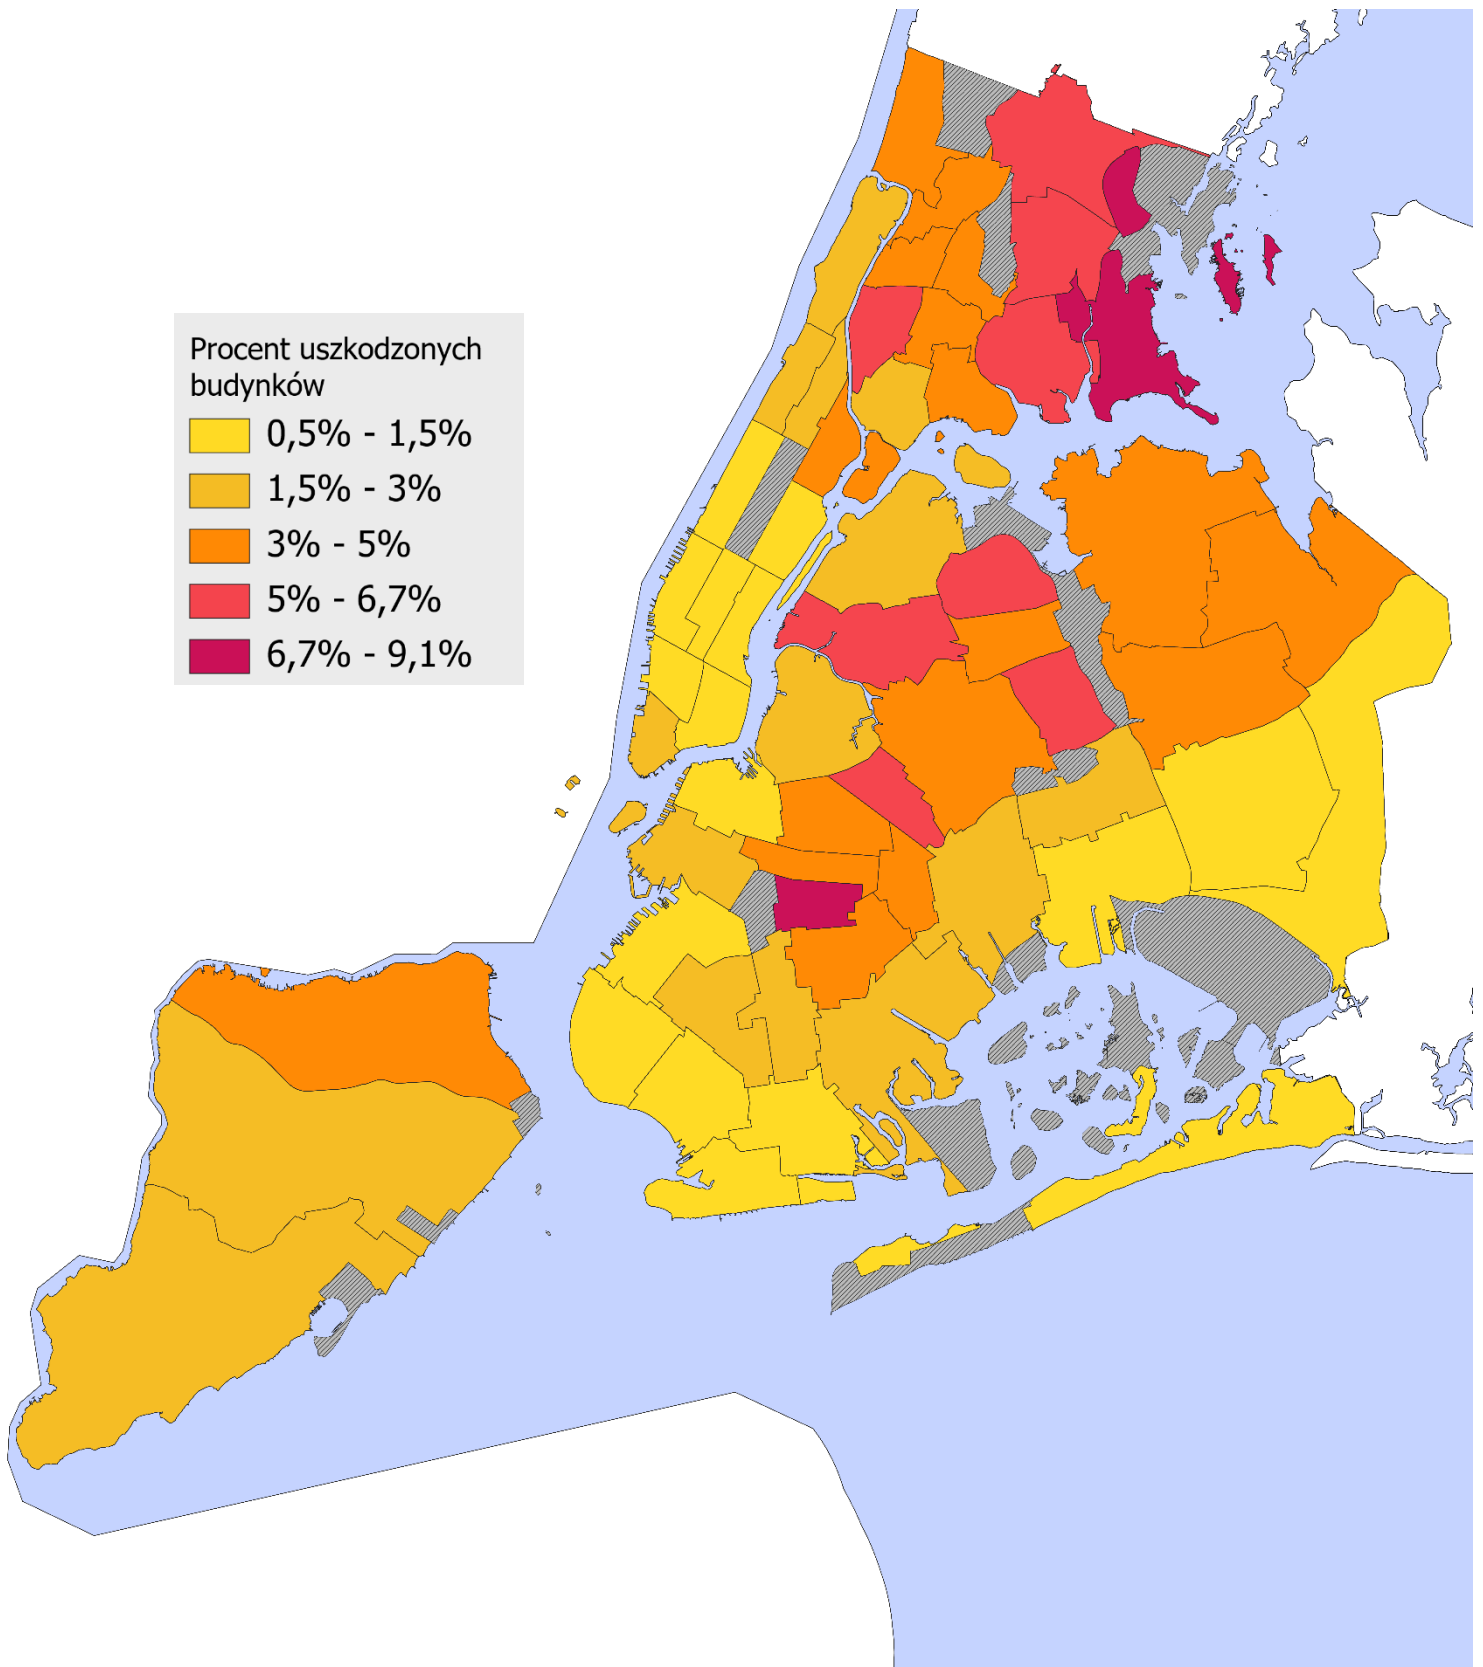 Procent uszkodzonych
budynków
0,5% - 1,5%
1,5% - 3%
3% - 5%
5% - 6,7%
6,7% - 9,1%